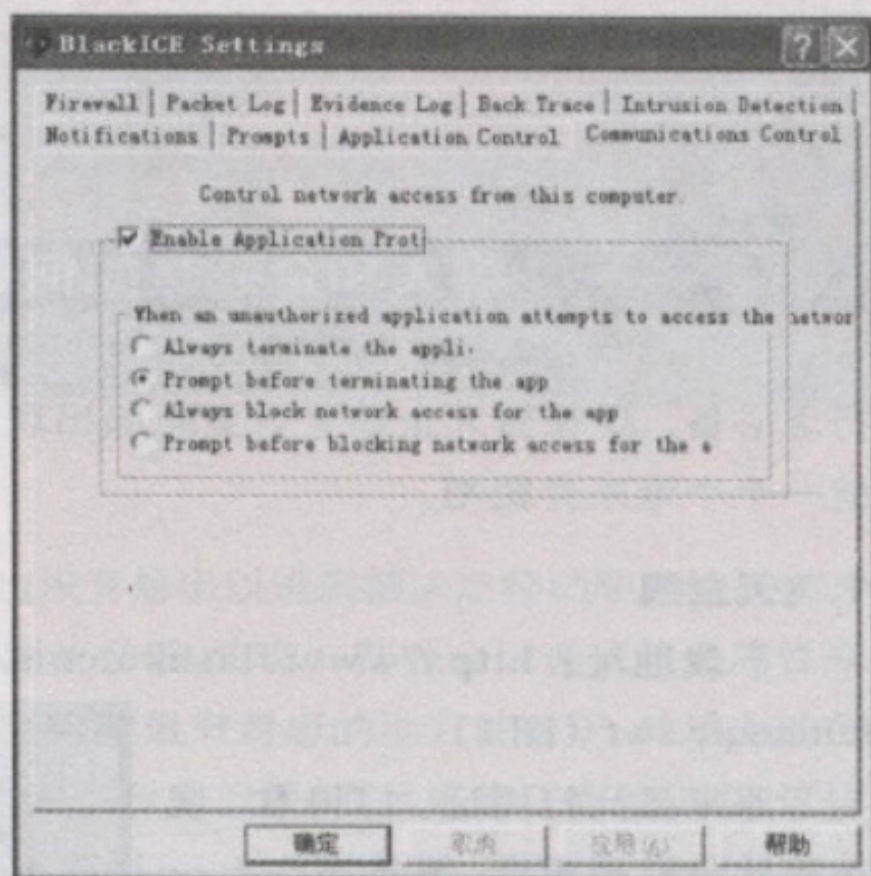 BlackICE Settings
Firewall | Packet Log | Evidence Log | Back Trace | Intrusion Detection |
Notifications | Prompts | Application Control Communications Control
Control network access from this computer.
Enable Application Prot
When an unauthorized application attempts to access the networ
Always terminate the appli
Prompt before terminating the app
Always block network access for the app
Prompt before blocking network access for the a
确定 取消 应用(A) 帮助